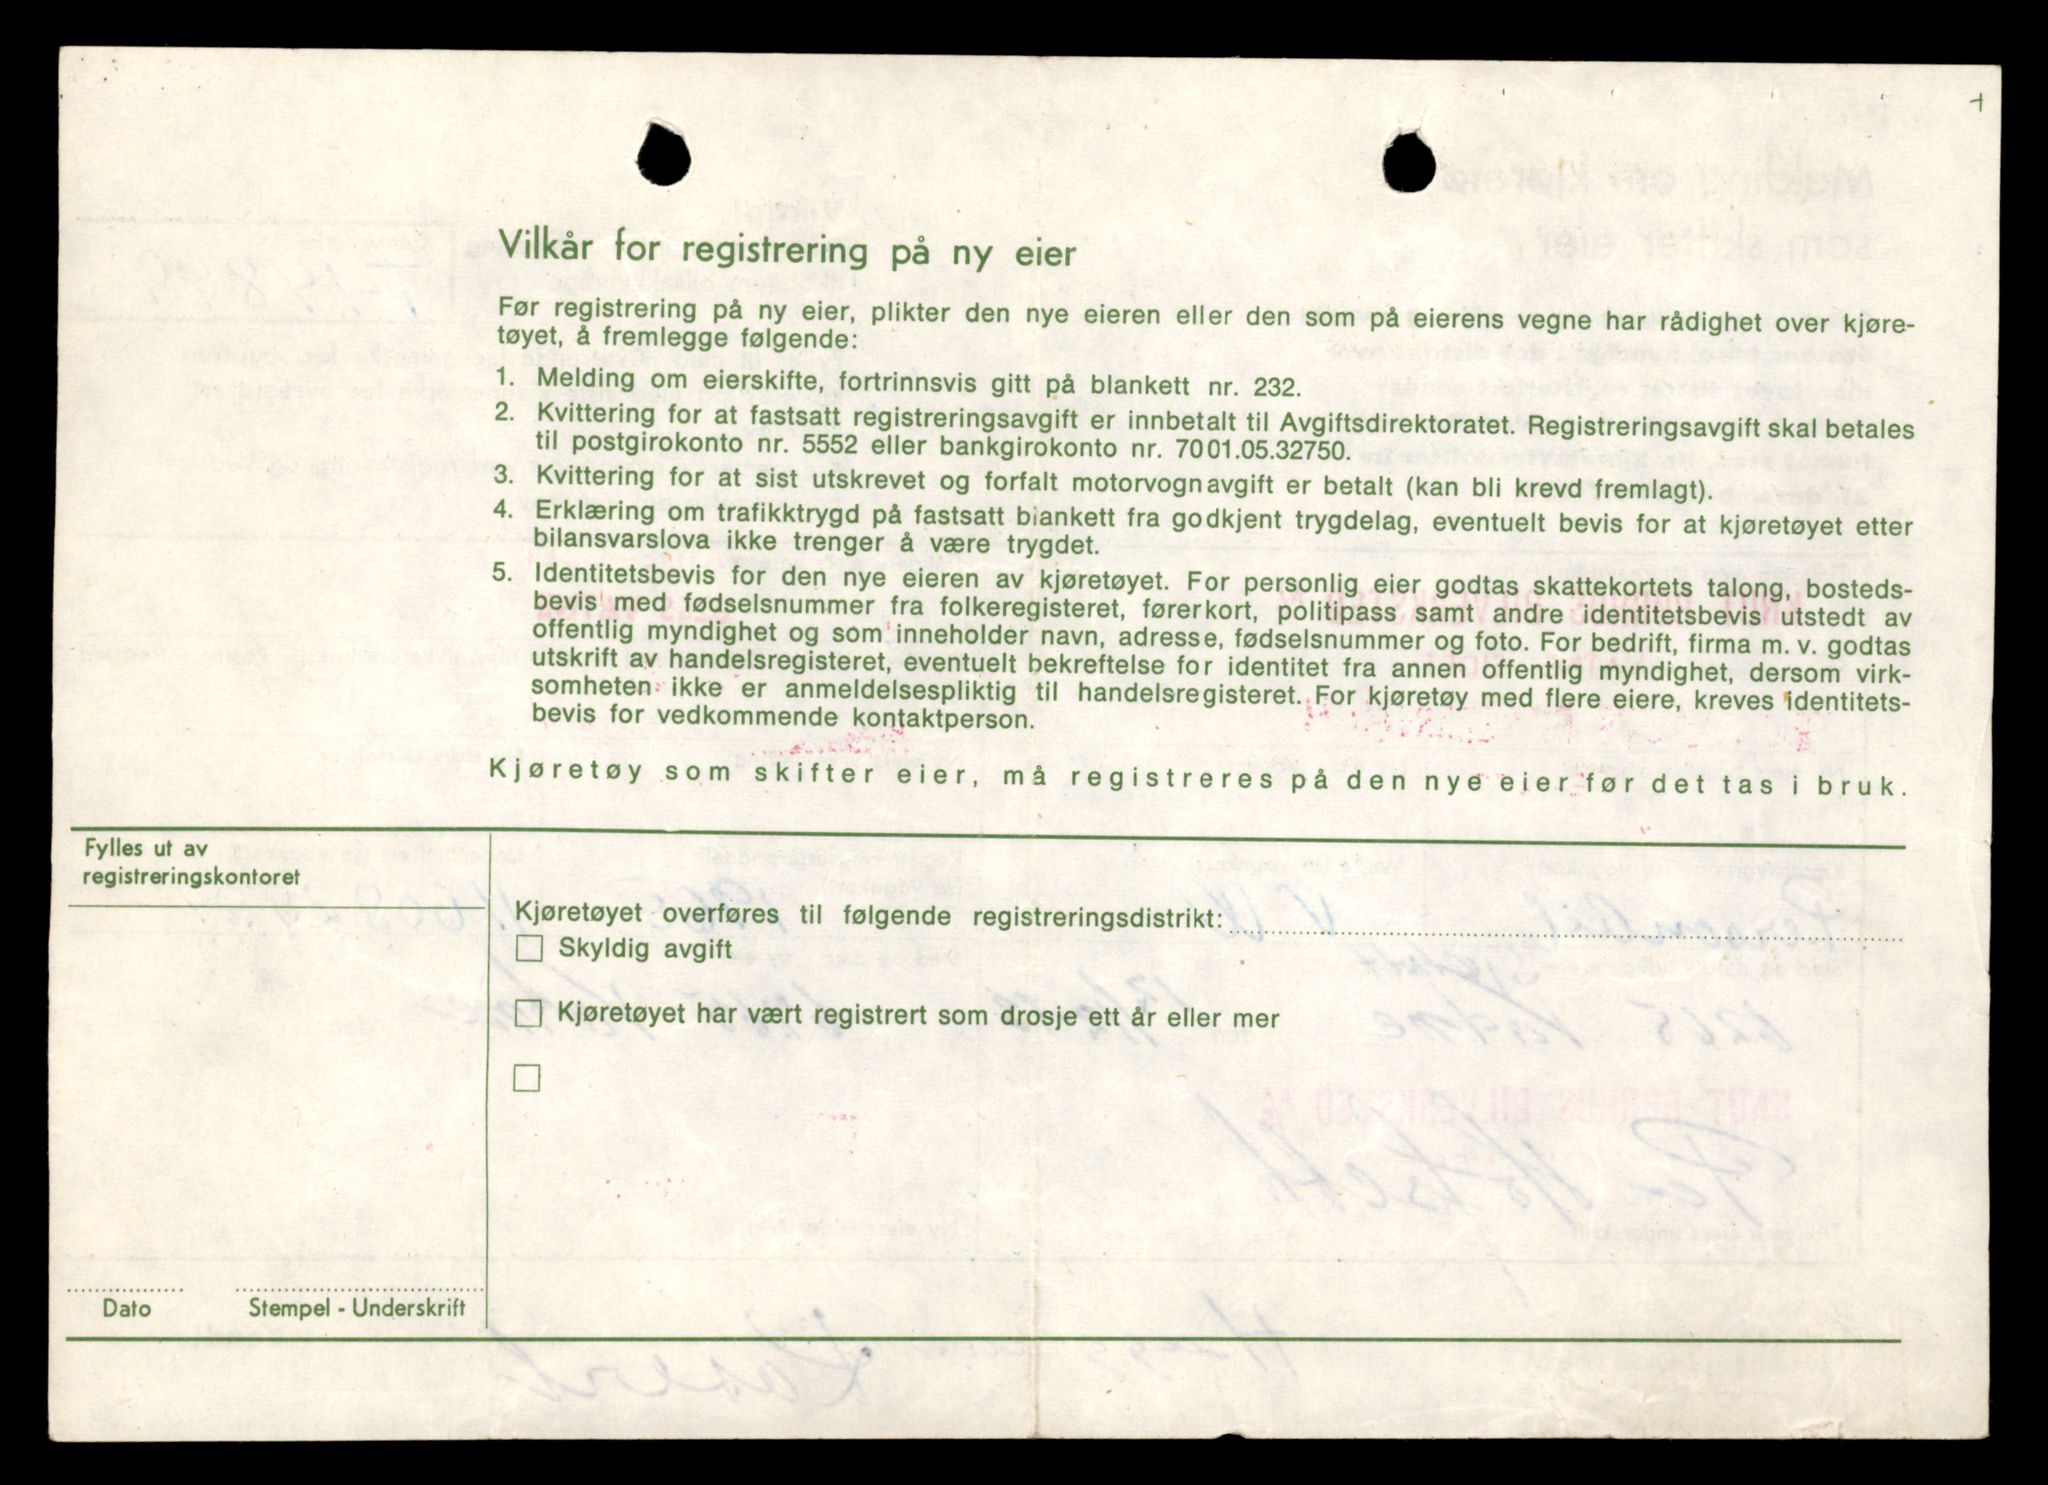 Vilkår for registrering på ny eier
Før registrering på ny eier, plikter den nye eieren eller den som på eierens vegne har rådighet over kjøre-
tøyet, å fremlegge følgende:
1. Melding om eierskifte, fortrinnsvis gitt på blankett nr. 232.
2. Kvittering for at fastsatt registreringsavgift er innbetalt til Avgiftsdirektoratet. Registreringsavgift skal betales
til postgirokonto nr. 5552 eller bankgirokonto nr. 7001.05.32750.
3. Kvittering for at sist utskrevet og forfalt motorvognavgift er betalt (kan bli krevd fremlagt).
4. Erklæring om trafikktrygd på fastsatt blankett fra godkjent trygdelag, eventuelt bevis for at kjøretøyet etter
bilansvarslova ikke trenger å være trygdet.
5. Identitetsbevis for den nye eieren av kjøretøyet. For personlig eier godtas skattekortets talong, bosteds-
bevis med fødselsnummer fra folkeregisteret, førerkort, politipass samt andre identitetsbevis utstedt av
offentlig myndighet og som inneholder navn, adresse, fødselsnummer og foto. For bedrift, firma m. v. godtas
utskrift av handelsregisteret, eventuelt bekreftelse for identitet fra annen offentlig myndighet, dersom virk-
somheten ikke er anmeldelsespliktig til handelsregisteret. For kjøretøy med flere eiere, kreves identitets-
bevis for vedkommende kontaktperson.
Kjøretøy som skifter eier, må registreres på den nye eier før det tas i bruk.
Fylles ut av
registreringskontoret
Kjøretøyet overføres til følgende registreringsdistrikt:
Skyldig avgift
Kjøretøyet har vært registrert som drosje ett år eller mer
Dato
Stempel - Underskrift